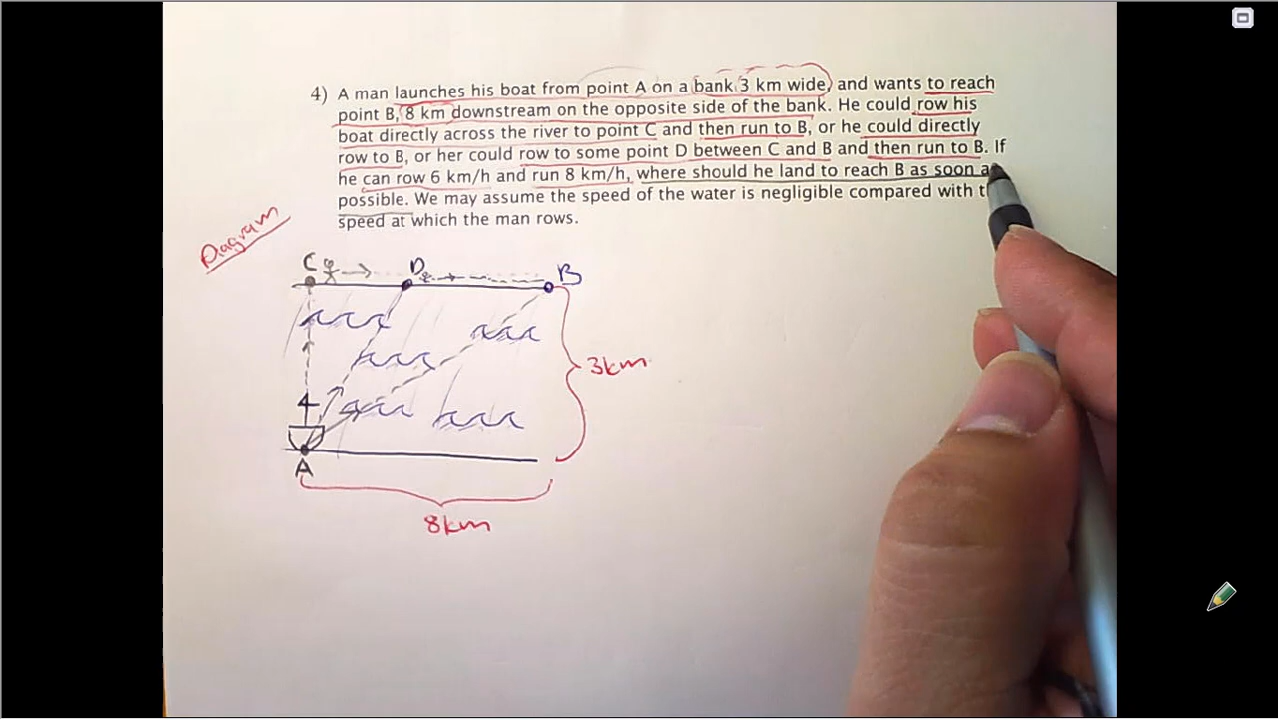 4) A man launches his boat from point A on a bank 3 km wide, and wants to reach
point B, 8 km downstream on the opposite side of the bank. He could row his
boat directly across the river to point C and then run to B, or he could directly
row to B, or her could row to some point D between C and B and then run to B. If
he can row 6 km/h and run 8 km/h, where should he land to reach B as soon
possible. We may assume the speed of the water is negligible compared with
speed at which the man rows.
Diagram
C D B
3km
A
8km